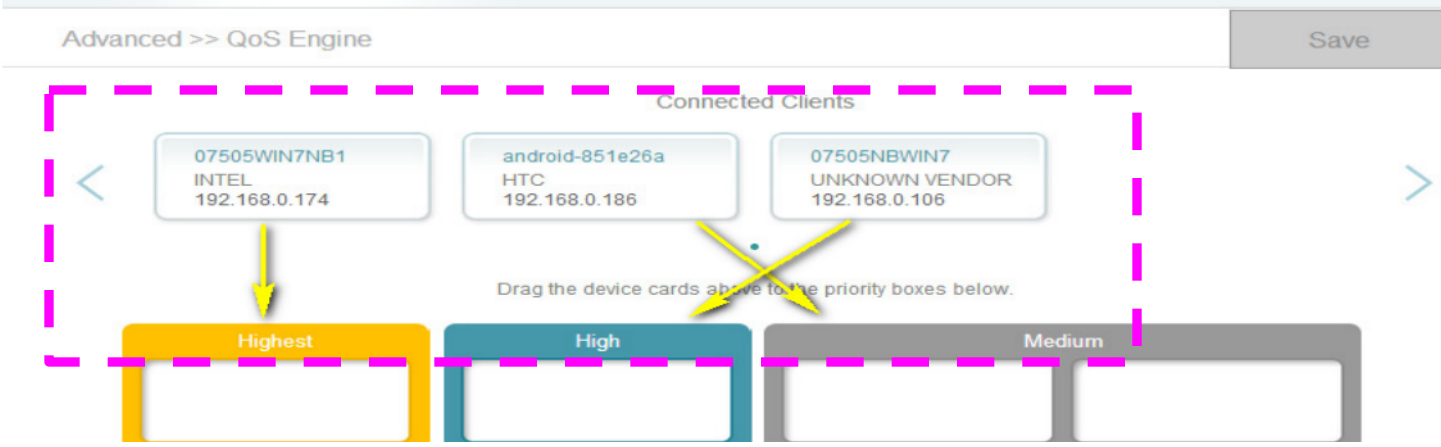 Advanced >> QoS Engine
Save
Connected Clients
07505WIN7NB1
INTEL
192.168.0.174
android-851e26a
HTC
192.168.0.186
07505NBWIN7
UNKNOWN VENDOR
192.168.0.106
Drag the device cards above to the priority boxes below.
Highest
High
Medium